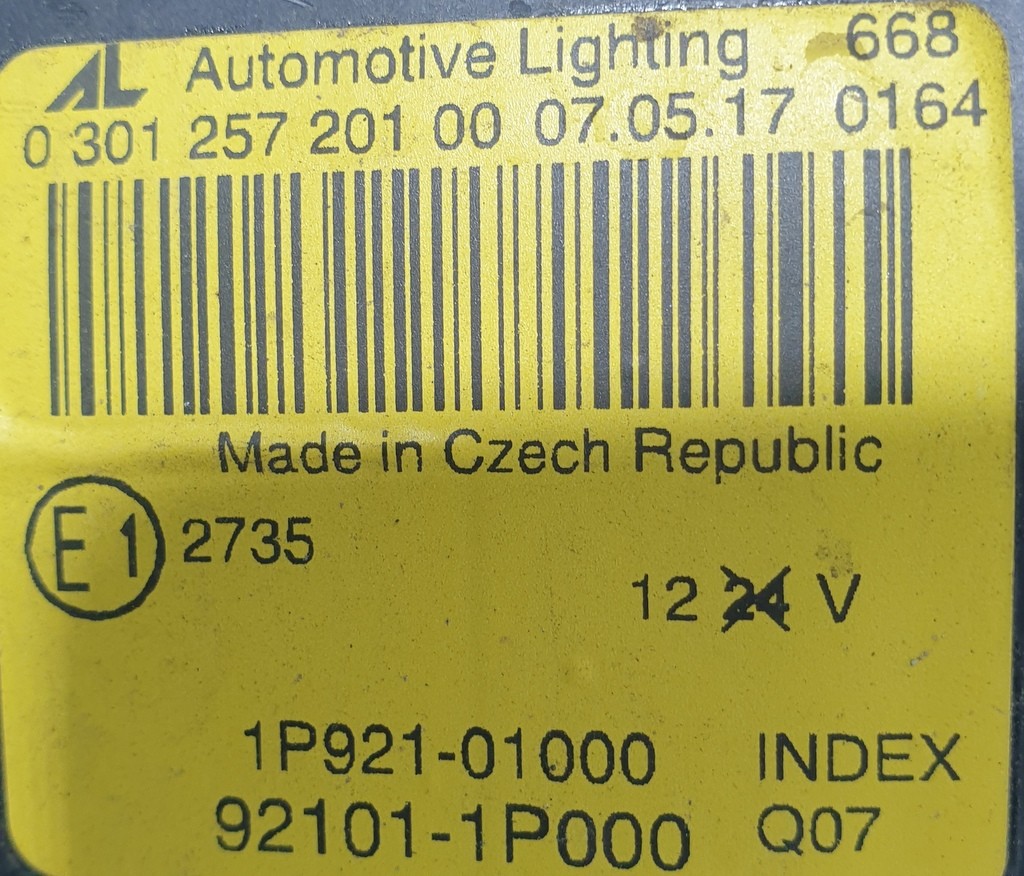 AL Automotive Lighting 668
0 301 257 201 00 07.05.17 0164
Made in Czech Republic
E1 2735
12 24 V
1P921-01000 INDEX
92101-1P000 Q07